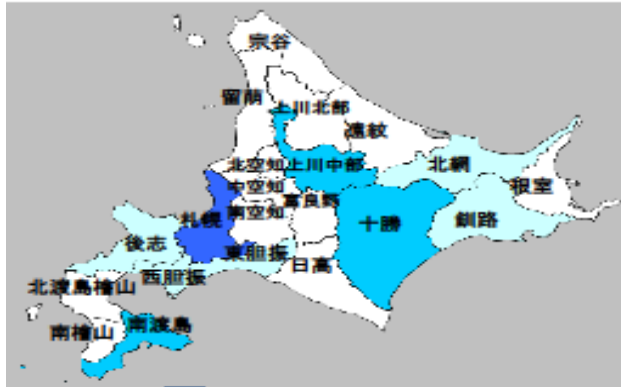 宗谷
留萌
上川北部
遠紋
北空知
上川中部
北網
中空知
富良野
根室
札幌
南空知
十勝
釧路
後志
東胆振
日高
西胆振
北渡島檜山
南渡島
南檜山